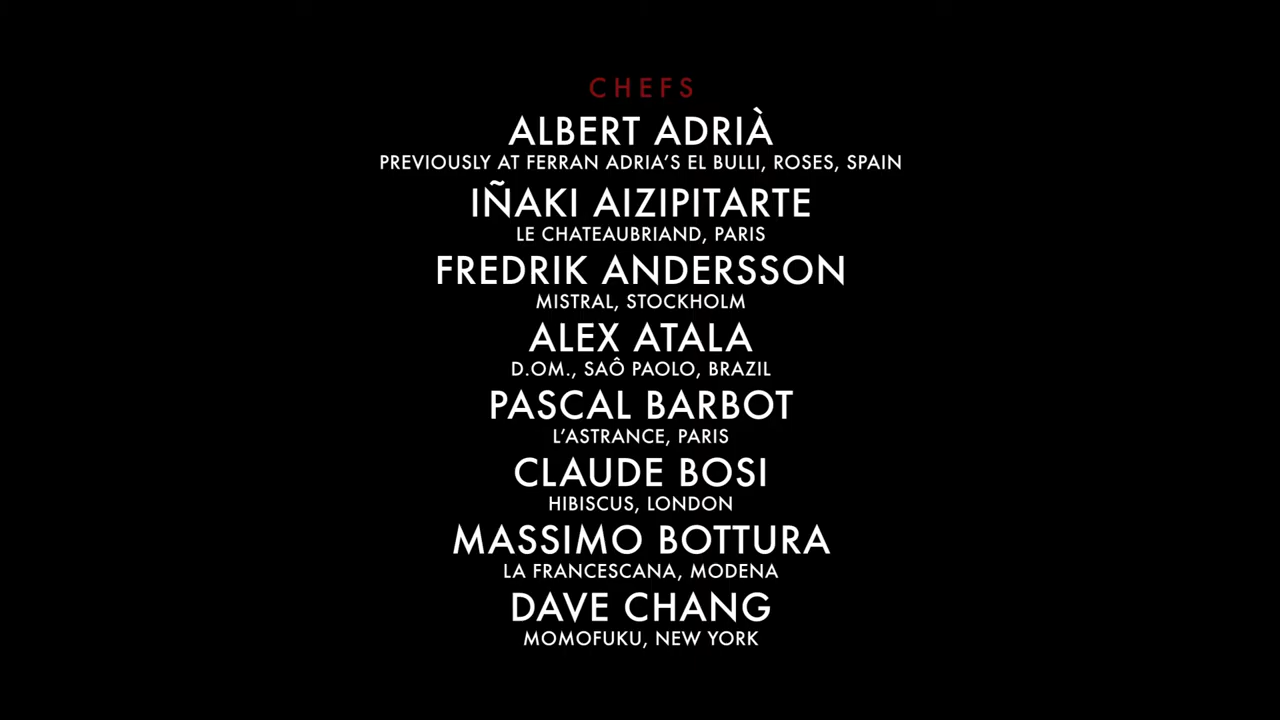 CHEFS
ALBERT ADRIÀ
PREVIOUSLY AT FERRAN ADRIA’S EL BULLI, ROSES, SPAIN
IÑAKI AIZIPITARTE
LE CHATEAUBRIAND, PARIS
FREDRIK ANDERSSON
MISTRAL, STOCKHOLM
ALEX ATALA
D.OM., SAÔ PAOLO, BRAZIL
PASCAL BARBOT
L’ASTRANCE, PARIS
CLAUDE BOSI
HIBISCUS, LONDON
MASSIMO BOTTURA
LA FRANCESCANA, MODENA
DAVE CHANG
MOMOFUKU, NEW YORK